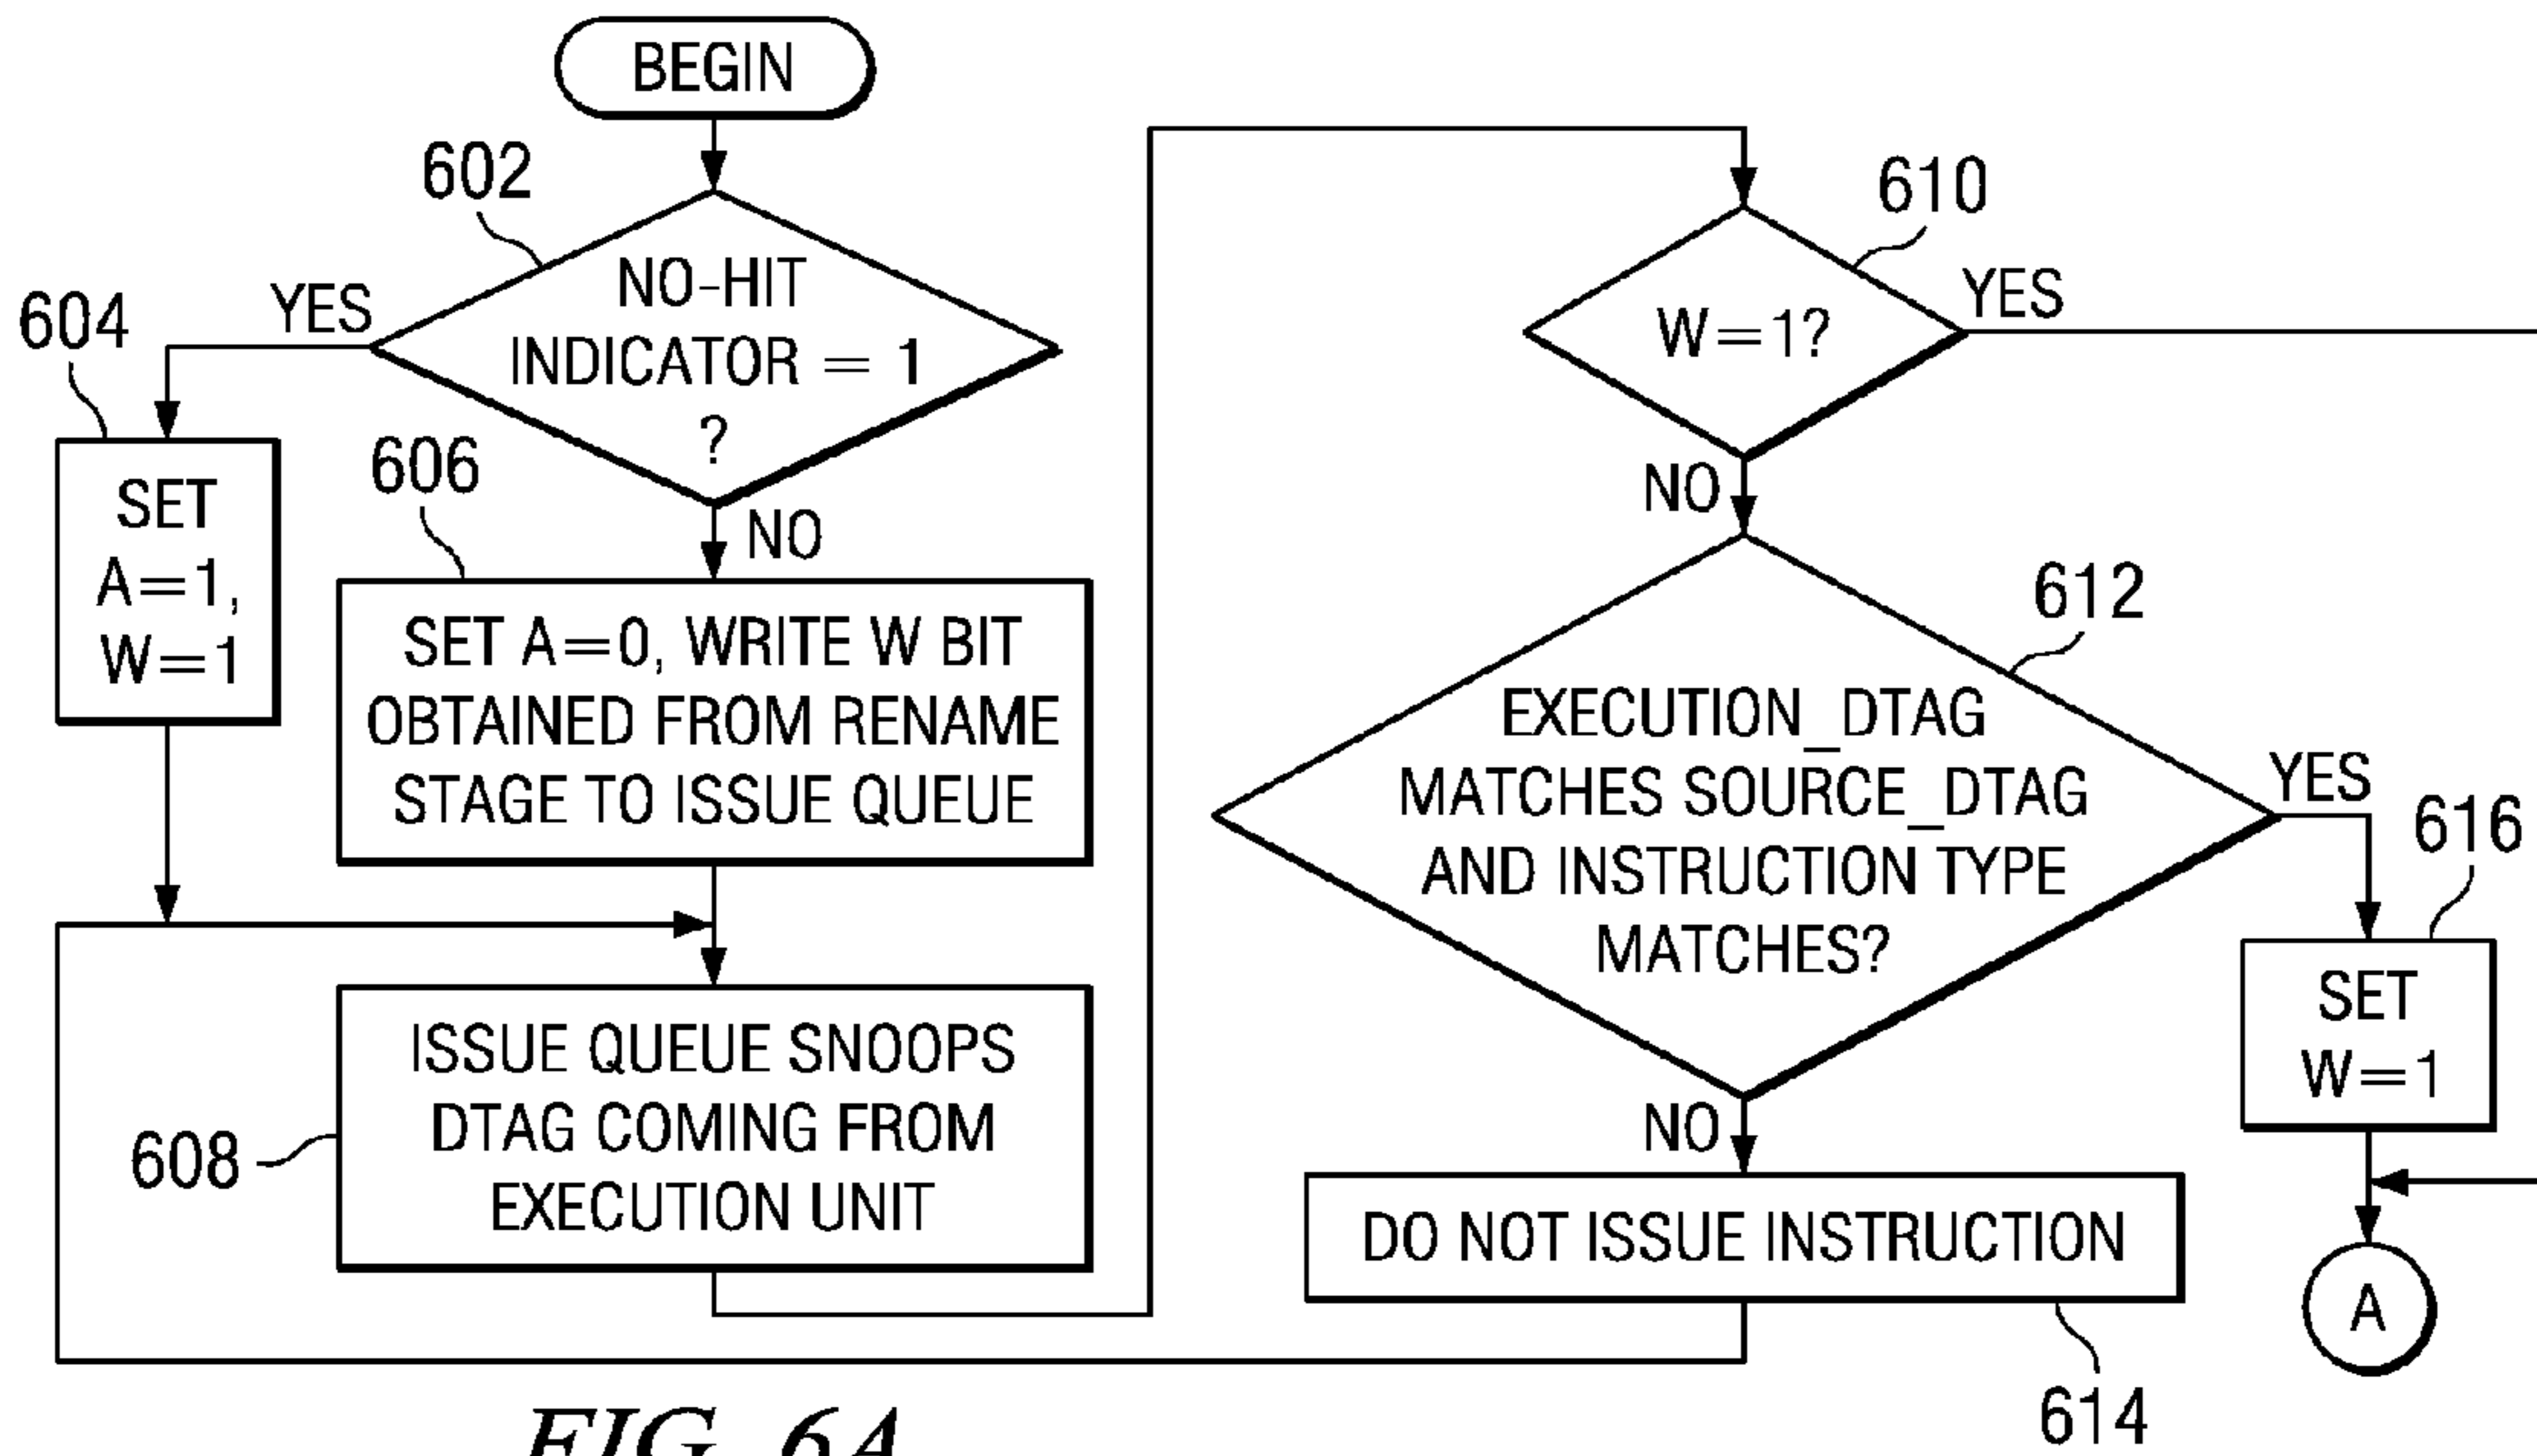 BEGIN
602
NO-HIT
INDICATOR = 1
?
YES
604
SET
A=1,
W=1
NO
606
SET A=0, WRITE W BIT
OBTAINED FROM RENAME
STAGE TO ISSUE QUEUE
608
ISSUE QUEUE SNOOPS
DTAG COMING FROM
EXECUTION UNIT
610
W=1?
YES
NO
612
EXECUTION_DTAG
MATCHES SOURCE_DTAG
AND INSTRUCTION TYPE
MATCHES?
YES
616
SET
W=1
NO
DO NOT ISSUE INSTRUCTION
614
A
FIG. 6A